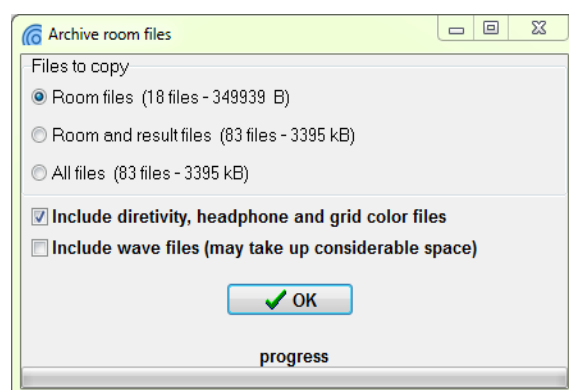 Archive room files
Files to copy
Room files (18 files - 349939 B)
Room and result files (83 files - 3395 kB)
All files (83 files - 3395 kB)
Include diretivity, headphone and grid color files
Include wave files (may take up considerable space)
OK
progress